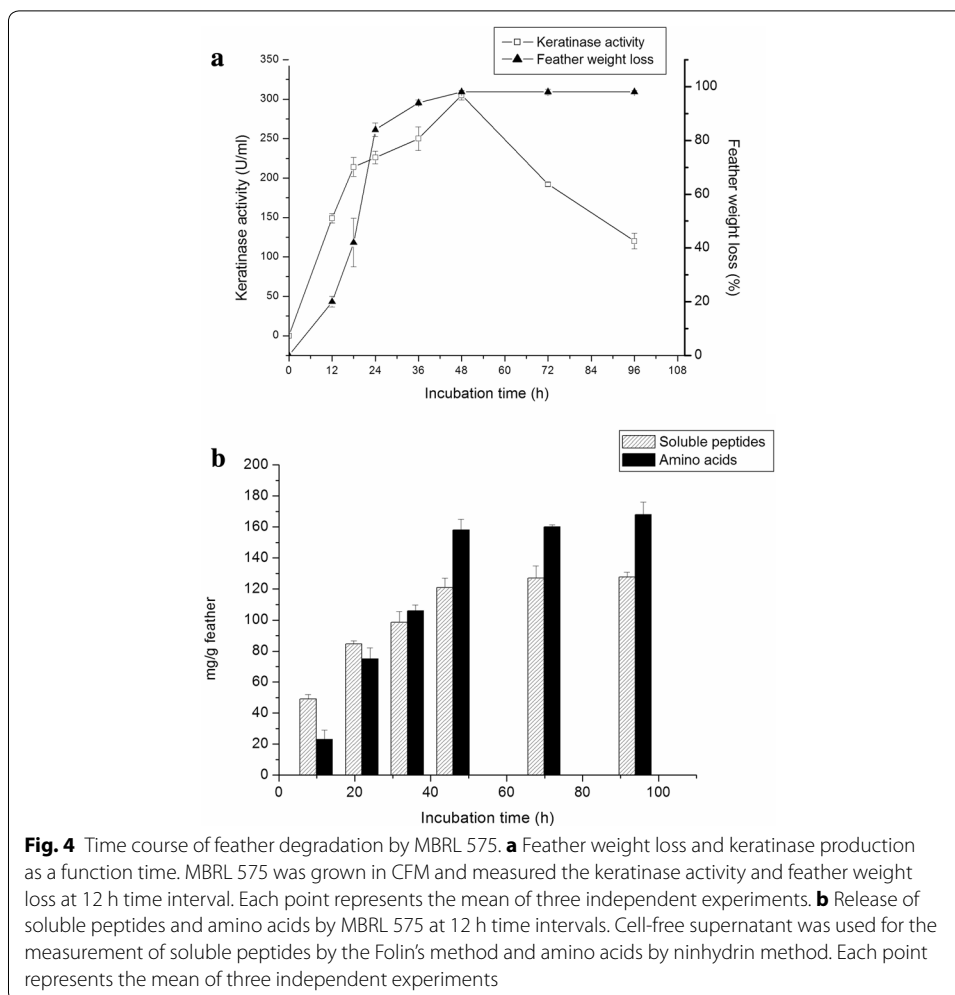 a
Keratinase activity
Feather weight loss
350
300
250
200
150
100
50
0
Keratinase activity (U/ml)
100
80
60
40
20
0
Feather weight loss (%)
0 12 24 36 48 60 72 84 96 108
Incubation time (h)
b
Soluble peptides
Amino acids
200
180
160
140
120
100
80
60
40
20
0
mg/g feather
0 20 40 60 80 100
Incubation time (h)
Fig. 4 Time course of feather degradation by MBRL 575. a Feather weight loss and keratinase production
as a function time. MBRL 575 was grown in CFM and measured the keratinase activity and feather weight
loss at 12 h time interval. Each point represents the mean of three independent experiments. b Release of
soluble peptides and amino acids by MBRL 575 at 12 h time intervals. Cell-free supernatant was used for the
measurement of soluble peptides by the Folin's method and amino acids by ninhydrin method. Each point
represents the mean of three independent experiments